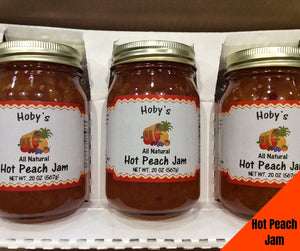 Hoby's
All Natural
Hot Peach Jam
NET WT. 20 OZ (567g)
Hoby's
All Natural
Hot Peach Jam
NET WT. 20 OZ (567g)
Hoby's
All Natural
Hot Peach Jam
NET WT. 20 OZ (567g)
Hot Peach
Jam